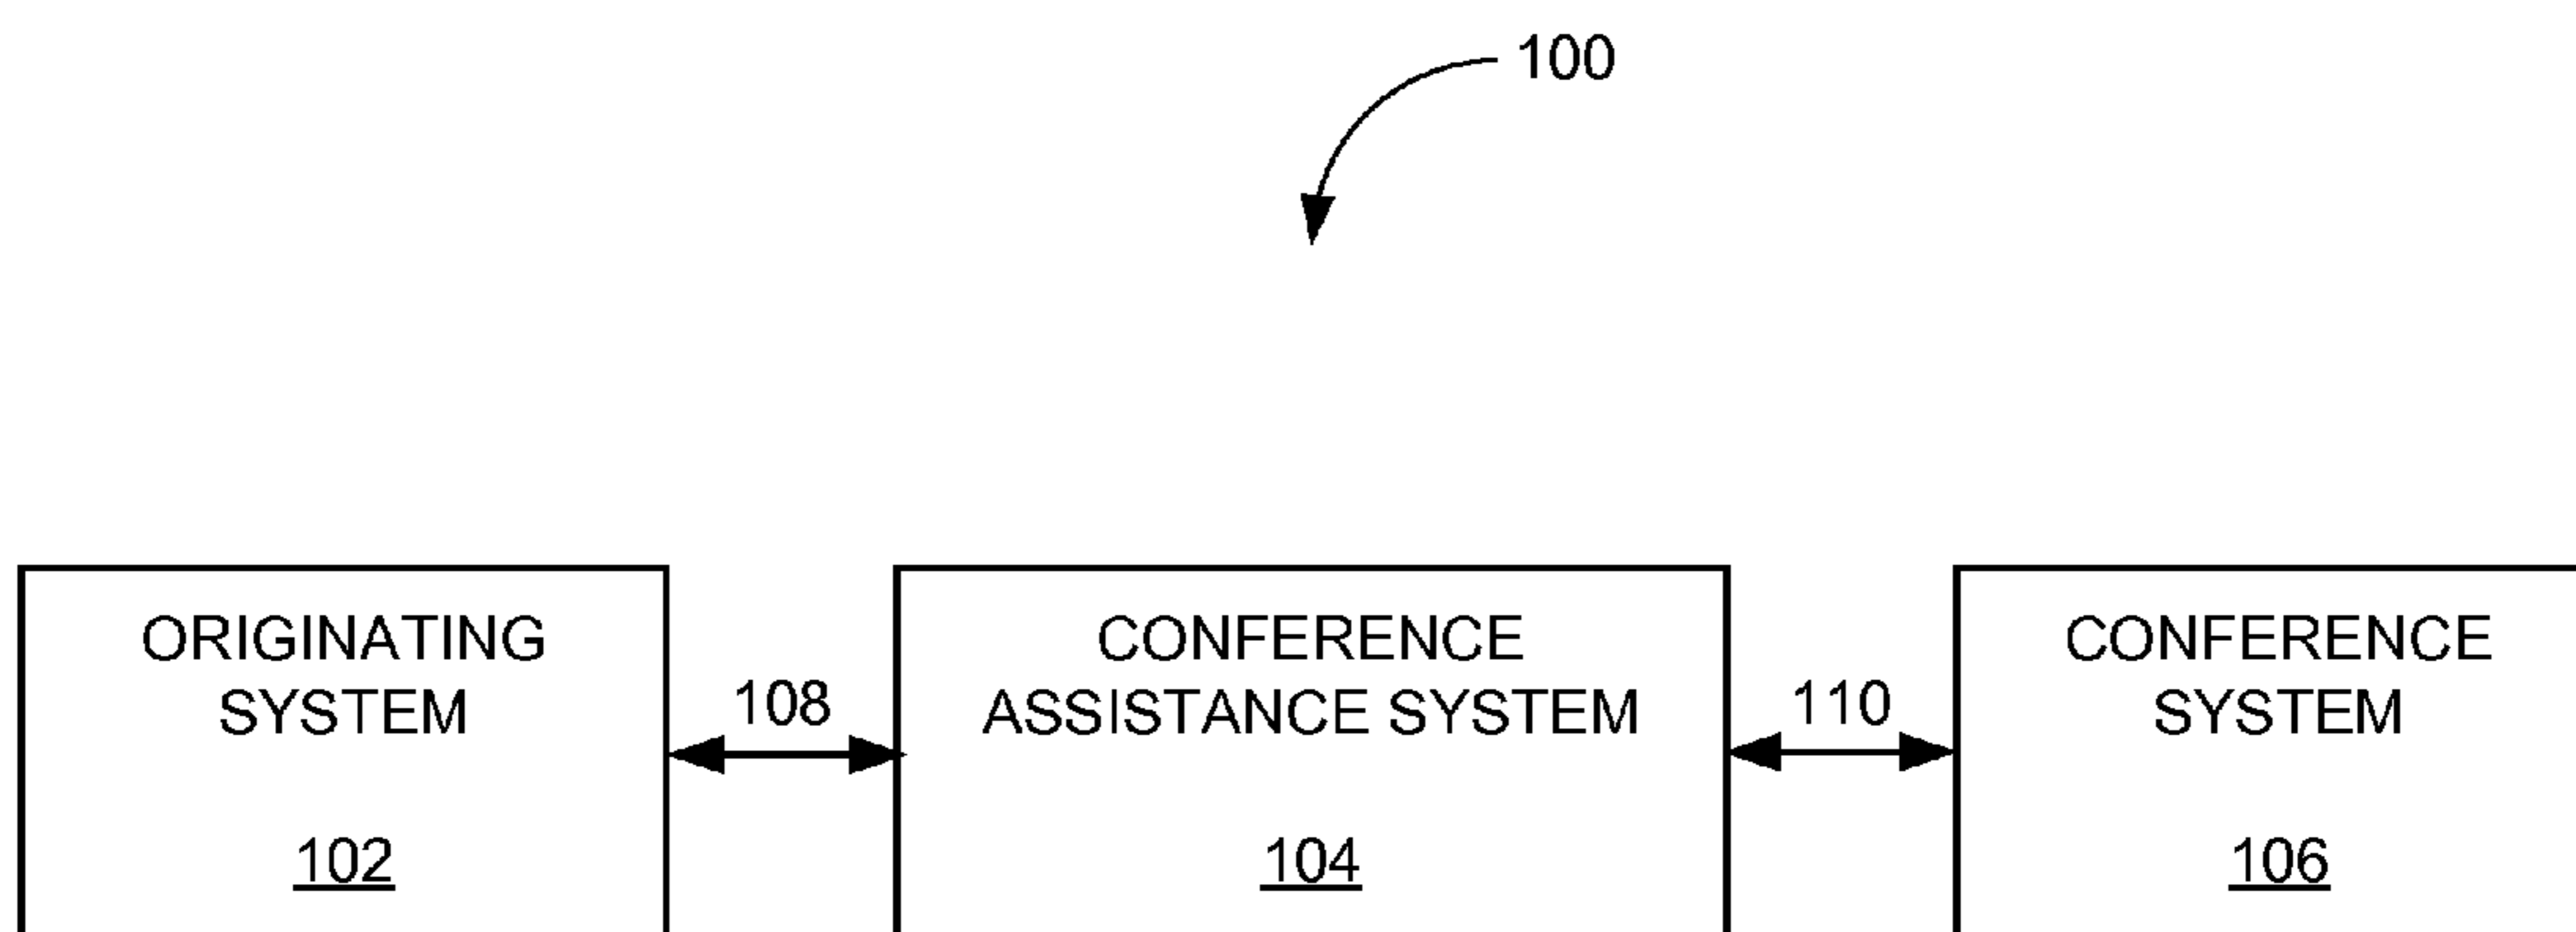 100
ORIGINATING
SYSTEM
102
108
CONFERENCE
ASSISTANCE SYSTEM
104
110
CONFERENCE
SYSTEM
106